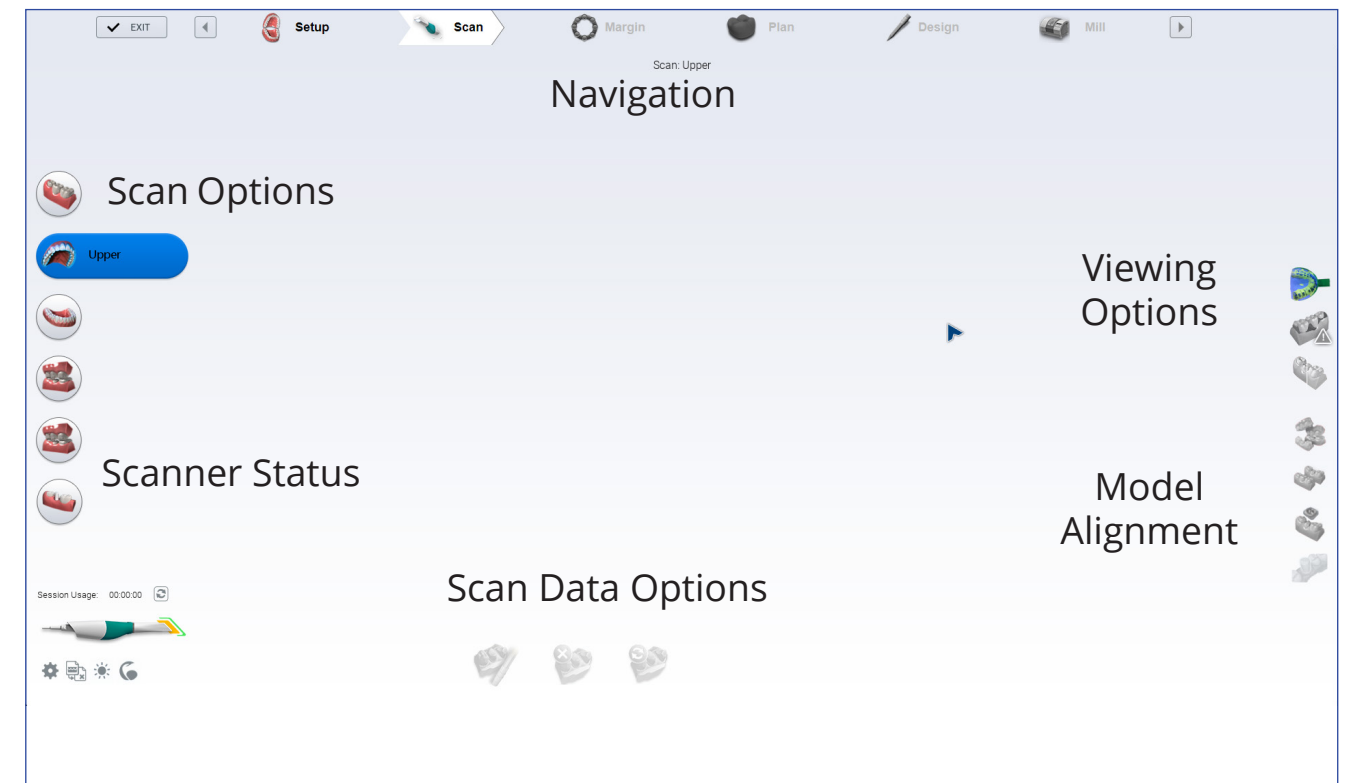 EXIT Setup Scan Margin Plan Design Mill
Scan: Upper
Navigation
Scan Options
Upper
Viewing
Options
Scanner Status
Model
Alignment
Scan Data Options
Session Usage: 00:00:00